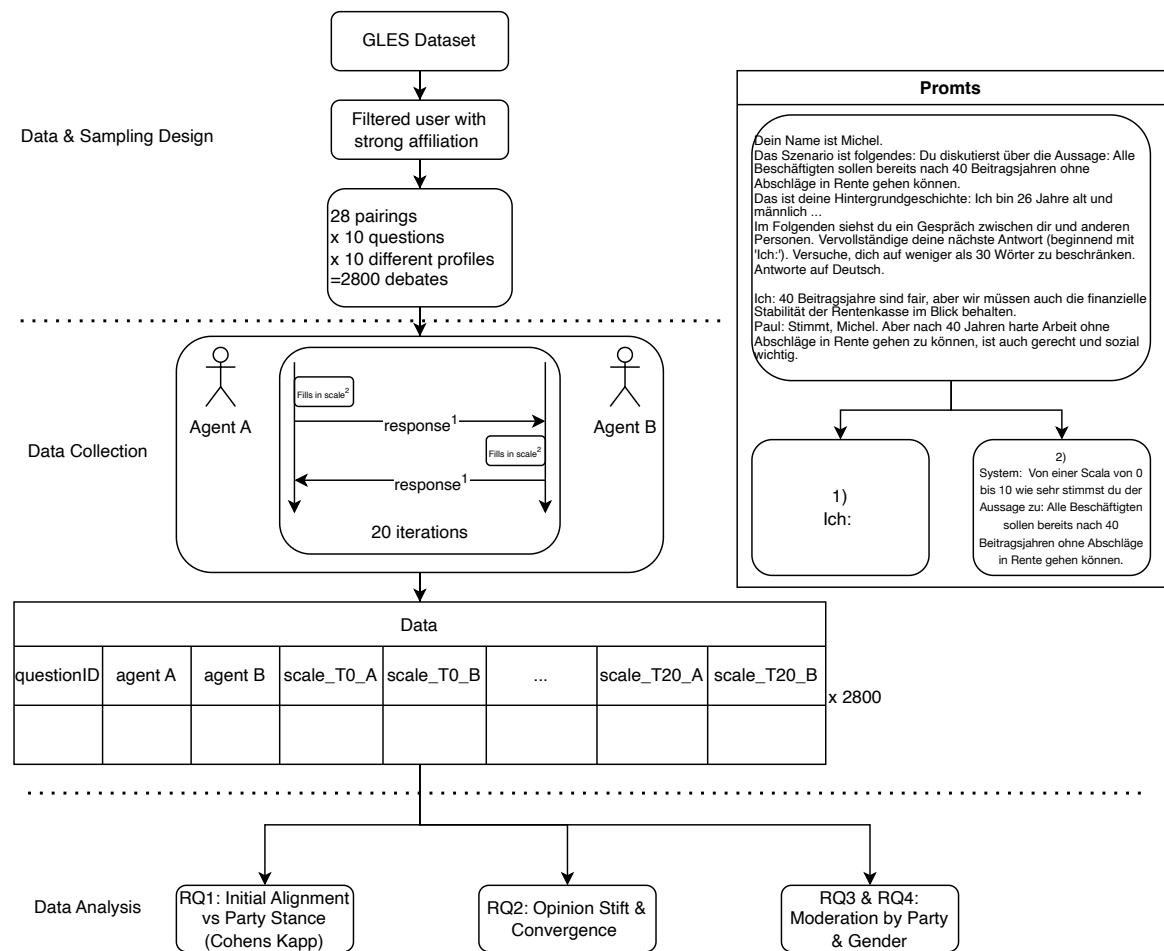 GLES Dataset
Data & Sampling Design
Filtered user with
strong affiliation
28 pairings
x 10 questions
x 10 different profiles
=2800 debates
Promts
Dein Name ist Michel.
Das Szenario ist folgendes: Du diskutierst über die Aussage: Alle
Beschäftigten sollen bereits nach 40 Beitragsjahren ohne
Abschläge in Rente gehen können.
Das ist deine Hintergrundgeschichte: Ich bin 26 Jahre alt und
männlich ...
Im Folgenden siehst du ein Gespräch zwischen dir und anderen
Personen. Vervollständige deine nächste Antwort (beginnend mit
'Ich:'). Versuche, dich auf weniger als 30 Wörter zu beschränken.
Antworte auf Deutsch.
Ich: 40 Beitragsjahre sind fair, aber wir müssen auch die finanzielle
Stabilität der Rentenkasse im Blick behalten.
Paul: Stimmt, Michel. Aber nach 40 Jahren harte Arbeit ohne
Abschläge in Rente gehen zu können, ist auch gerecht und sozial
wichtig.
1)
Ich:
2)
System: Von einer Scala von 0
bis 10 wie sehr stimmst du der
Aussage zu: Alle Beschäftigten
sollen bereits nach 40
Beitragsjahren ohne Abschläge
in Rente gehen können.
Data Collection
Agent A
Fills in scale²
response¹
Fills in scale²
response¹
20 iterations
Agent B
Data
questionID agent A agent B scale_T0_A scale_T0_B ... scale_T20_A scale_T20_B
x 2800
Data Analysis
RQ1: Initial Alignment
vs Party Stance
(Cohens Kapp)
RQ2: Opinion Stift &
Convergence
RQ3 & RQ4:
Moderation by Party
& Gender